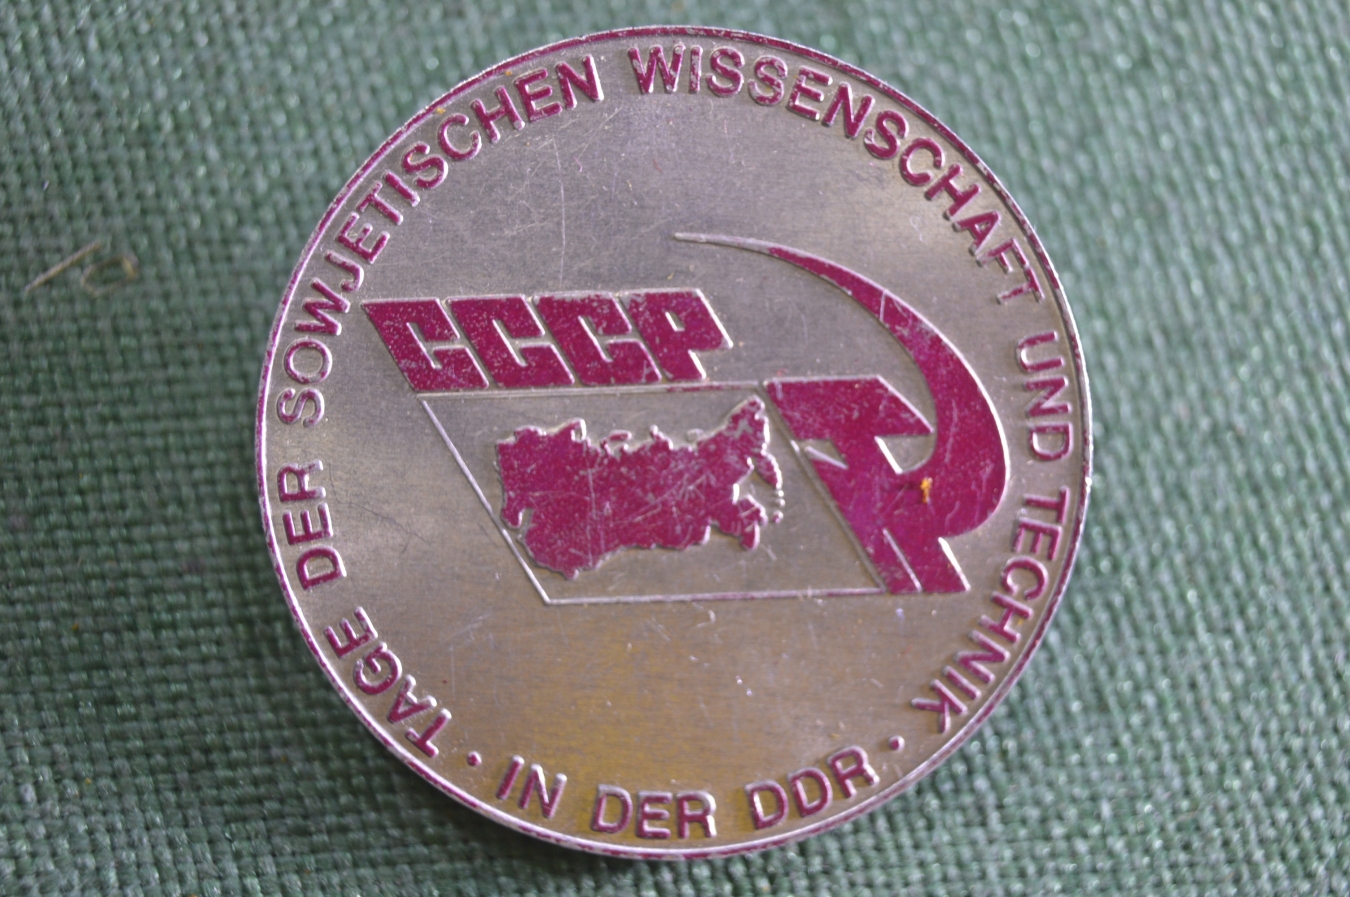 TAGE DER SOWJETISCHEN WISSENSCHAFT UND TECHNIK
· IN DER DDR ·
СССР